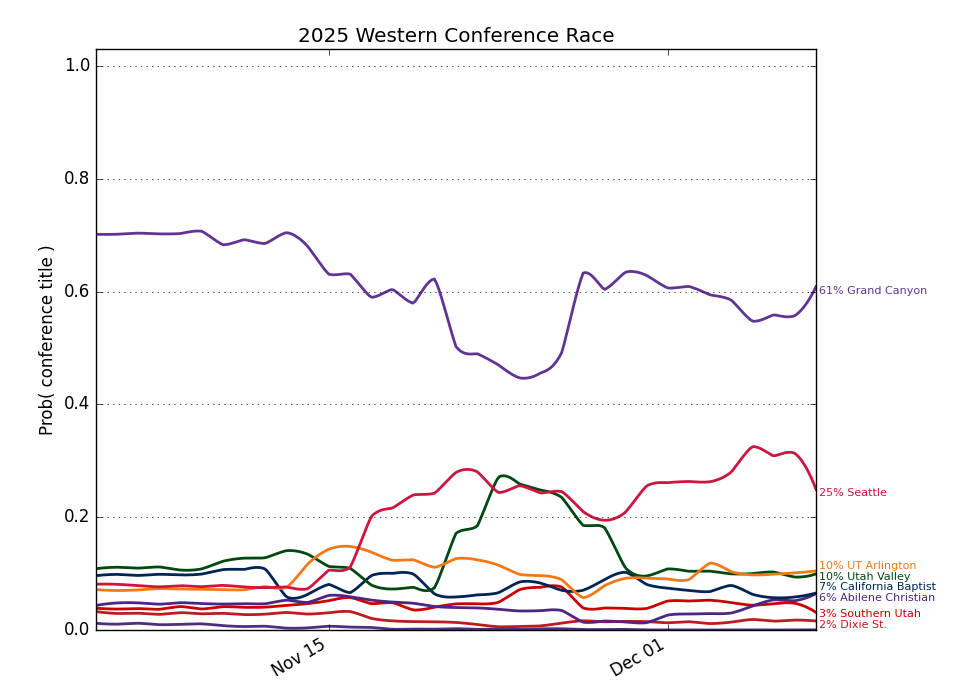 2025 Western Conference Race
Prob( conference title )
1.0
0.8
0.6
0.4
0.2
0.0
Nov 15
Dec 01
61% Grand Canyon
25% Seattle
10% UT Arlington
10% Utah Valley
7% California Baptist
6% Abilene Christian
3% Southern Utah
2% Dixie St.